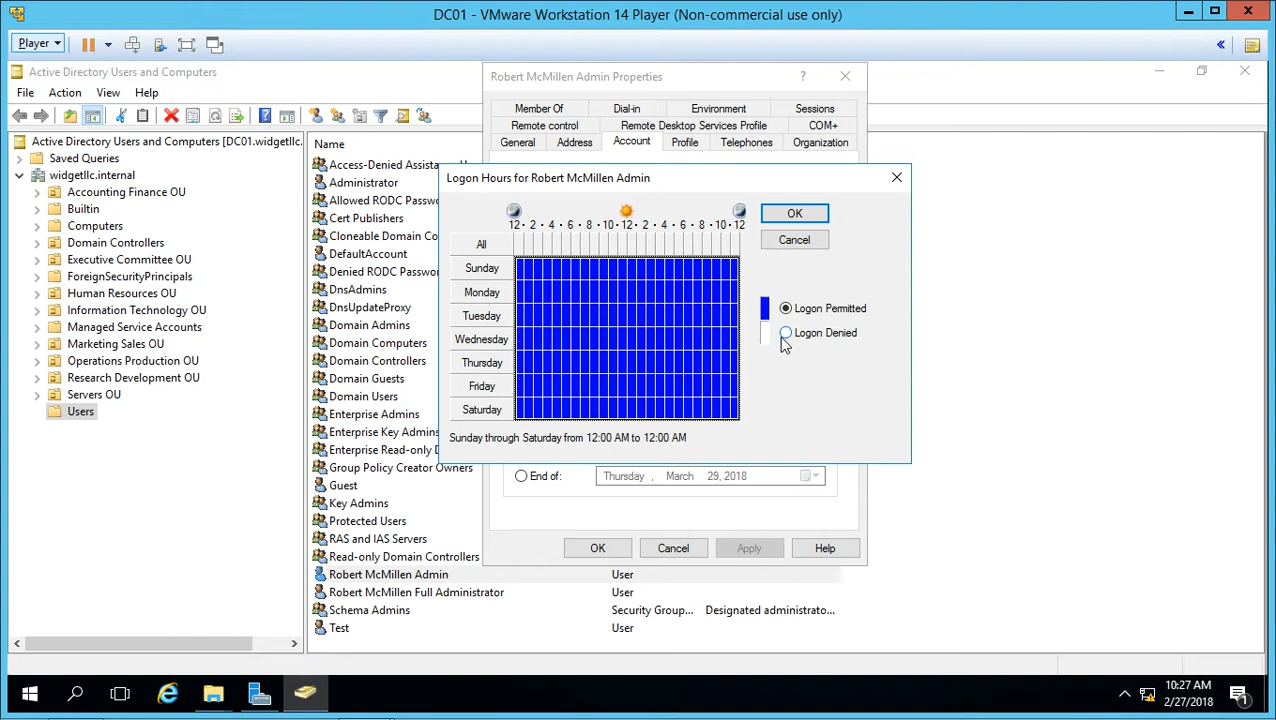 DC01 - VMware Workstation 14 Player (Non-commercial use only)
Player
Active Directory Users and Computers
File Action View Help
Active Directory Users and Computers [DC01.widgetllc.
Saved Queries
widgetllc.internal
Accounting Finance OU
Builtin
Computers
Domain Controllers
Executive Committee OU
ForeignSecurityPrincipals
Human Resources OU
Information Technology OU
Managed Service Accounts
Marketing Sales OU
Operations Production OU
Research Development OU
Servers OU
Users
Name
Access-Denied Assista
Administrator
Allowed RODC Passwo
Cert Publishers
Cloneable Domain Co
DefaultAccount
Denied RODC Passwo
DnsAdmins
DnsUpdateProxy
Domain Admins
Domain Computers
Domain Controllers
Domain Guests
Domain Users
Enterprise Admins
Enterprise Key Admins
Enterprise Read-only D
Group Policy Creator Owners
Guest
Key Admins
Protected Users
RAS and IAS Servers
Read-only Domain Controllers
Robert McMillen Admin User
Robert McMillen Full Administrator User
Schema Admins Security Group... Designated administrato...
Test User
Robert McMillen Admin Properties ?
Member Of Dial-in Environment Sessions
Remote control Remote Desktop Services Profile COM+
General Address Account Profile Telephones Organization
Logon Hours for Robert McMillen Admin
12 · 2 · 4 · 6 · 8 · 10 · 12 · 2 · 4 · 6 · 8 · 10 · 12
All
Sunday
Monday
Tuesday
Wednesday
Thursday
Friday
Saturday
OK
Cancel
Logon Permitted
Logon Denied
Sunday through Saturday from 12:00 AM to 12:00 AM
End of: Thursday , March 29, 2018
OK Cancel Apply Help
10:27 AM
2/27/2018
1